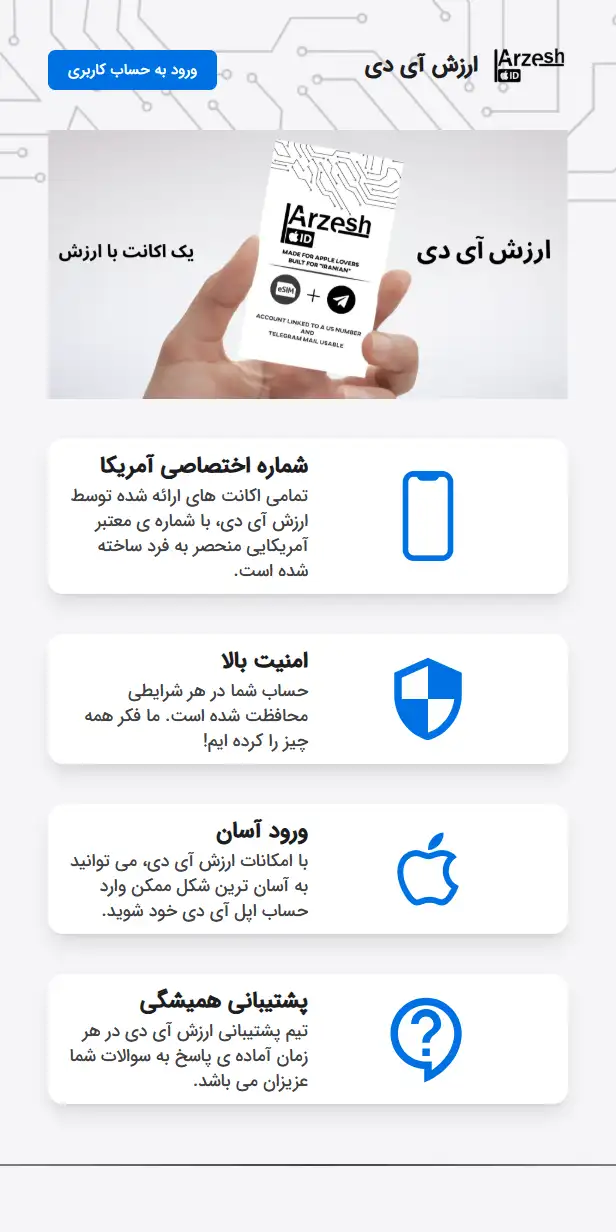 Arzesh
ID
ارزش آی دی
ورود به حساب کاربری
ارزش آی دی
یک اکانت با ارزش
Arzesh
ID
MADE FOR APPLE LOVERS
BUILT FOR "IRANIAN"
eSIM
+
ACCOUNT LINKED TO A US NUMBER
AND
TELEGRAM MAIL USABLE
شماره اختصاصی آمریکا
تمامی اکانت های ارائه شده توسط
ارزش آی دی، با شماره ی معتبر
آمریکایی منحصر به فرد ساخته
شده است.
امنیت بالا
حساب شما در هر شرایطی
محافظت شده است. ما فکر همه
چیز را کرده ایم!
ورود آسان
با امکانات ارزش آی دی، می توانید
به آسان ترین شکل ممکن وارد
حساب اپل آی دی خود شوید.
پشتیبانی همیشگی
تیم پشتیبانی ارزش آی دی در هر
زمان آماده ی پاسخ به سوالات شما
عزیزان می باشد.